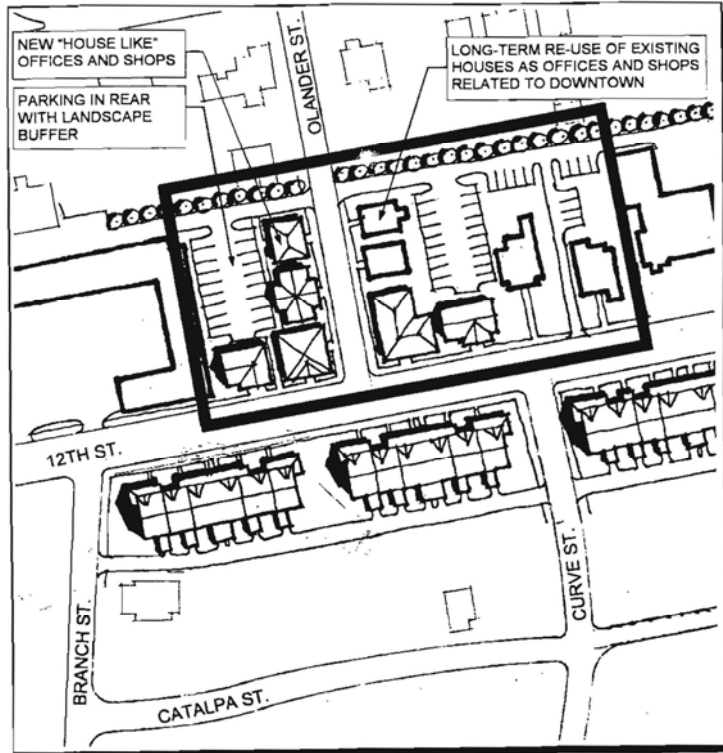 NEW "HOUSE LIKE"
OFFICES AND SHOPS
PARKING IN REAR
WITH LANDSCAPE
BUFFER
OLANDER ST.
LONG-TERM RE-USE OF EXISTING
HOUSES AS OFFICES AND SHOPS
RELATED TO DOWNTOWN
12TH ST.
BRANCH ST.
CURVE ST.
CATALPA ST.